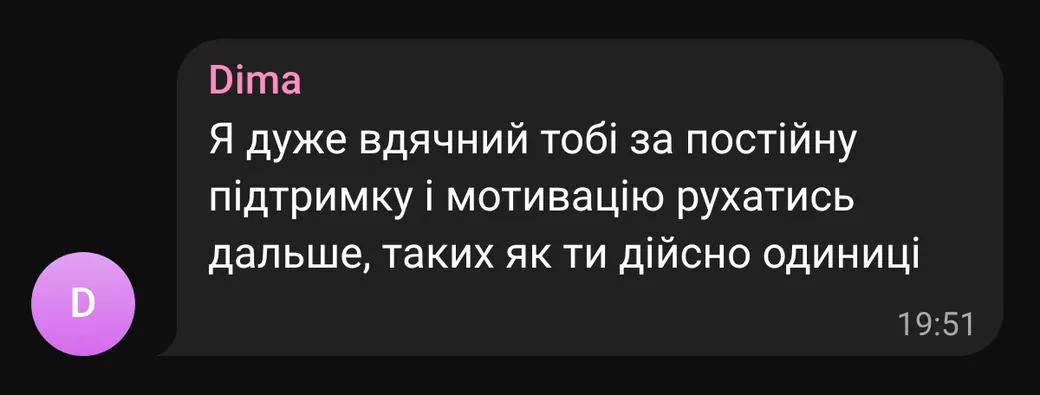 Dima
Я дуже вдячний тобі за постійну
підтримку і мотивацію рухатись
дальше, таких як ти дійсно одиниці
D
19:51